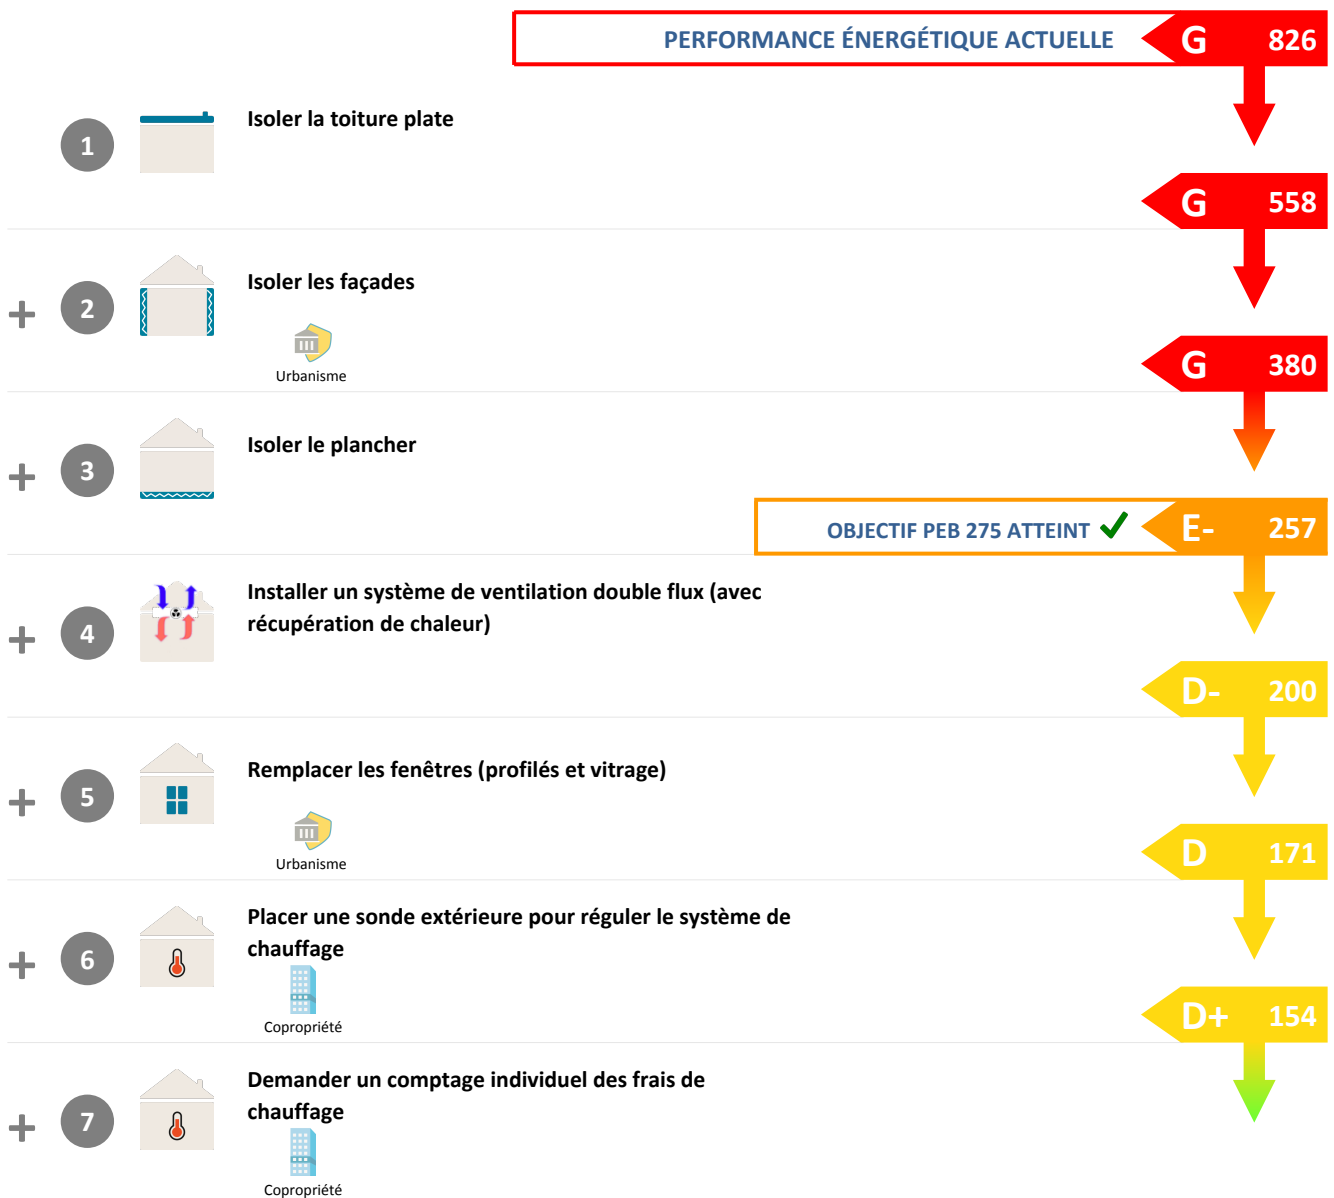 PERFORMANCE ÉNERGÉTIQUE ACTUELLE G 826
1 Isoler la toiture plate
G 558
+ 2 Isoler les façades
Urbanisme
G 380
+ 3 Isoler le plancher
OBJECTIF PEB 275 ATTEINT E- 257
+ 4 Installer un système de ventilation double flux (avec
récupération de chaleur)
D- 200
+ 5 Remplacer les fenêtres (profilés et vitrage)
Urbanisme
D 171
+ 6 Placer une sonde extérieure pour réguler le système de
chauffage
Copropriété
D+ 154
+ 7 Demander un comptage individuel des frais de
chauffage
Copropriété